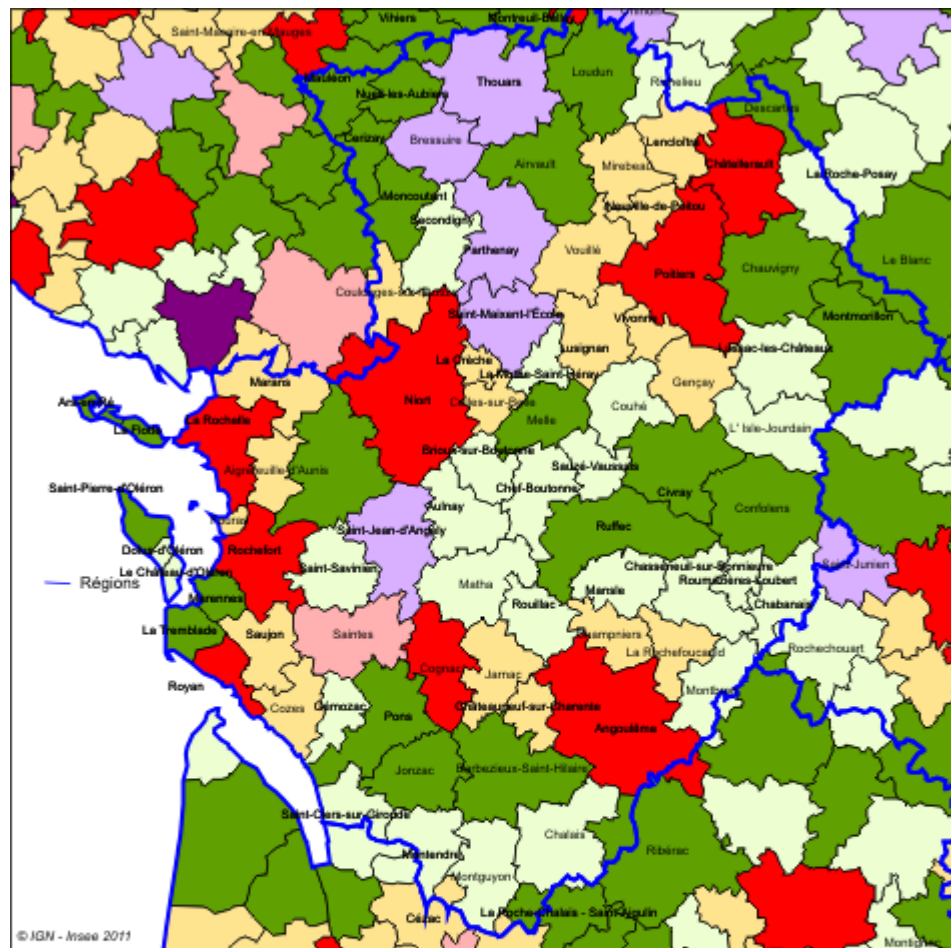 Vihiers
Montreuil-Bellay
Saint-Macaire-en-Mauges
Mauléon
Thouars
Loudun
Richelieu
Nueil-les-Aubiers
Descartes
Cerizay
Bressuire
Airvault
Lencloître
Mirebeau
Châtellerault
La Roche-Posay
Moncoutant
Secondigny
Neuville-de-Poitou
Parthenay
Vouillé
Poitiers
Chauvigny
Le Blanc
Saint-Maixent-l'École
Vivonne
Montmorillon
Lusignan
Lussac-les-Châteaux
La Crèche
La Mothe-Saint-Héray
Gençay
Marans
Niort
Celles-sur-Belle
Couhé
Ars-en-Ré
La Flotte
La Rochelle
Melle
L' Isle-Jourdain
Brioux-sur-Boutonne
Aigrefeuille-d'Aunis
Sauzé-Vaussais
Chef-Boutonne
Saint-Pierre-d'Oléron
Civray
Aulnay
Confolens
Fouras
Saint-Jean-d'Angély
Ruffec
Dolus-d'Oléron
Rochefort
Le Château-d'Oléron
Saint-Savinien
Chasseneuil-sur-Bonnieure
Saint-Junien
Régions
Roumazières-Loubert
Marennes
Matha
Mansle
Rouillac
Chabanais
La Tremblade
Saujon
Saintes
Champniers
La Rochefoucauld
Rochechouart
Cognac
Jarnac
Royan
Montbron
Cozes
Gémozac
Châteauneuf-sur-Charente
Pons
Angoulême
Jonzac
Barbezieux-Saint-Hilaire
Saint-Ciers-sur-Gironde
Chalais
Montendre
Ribérac
Montguyon
Cézac
La Roche-Chalais - Saint-Aigulin
© IGN - Insee 2011